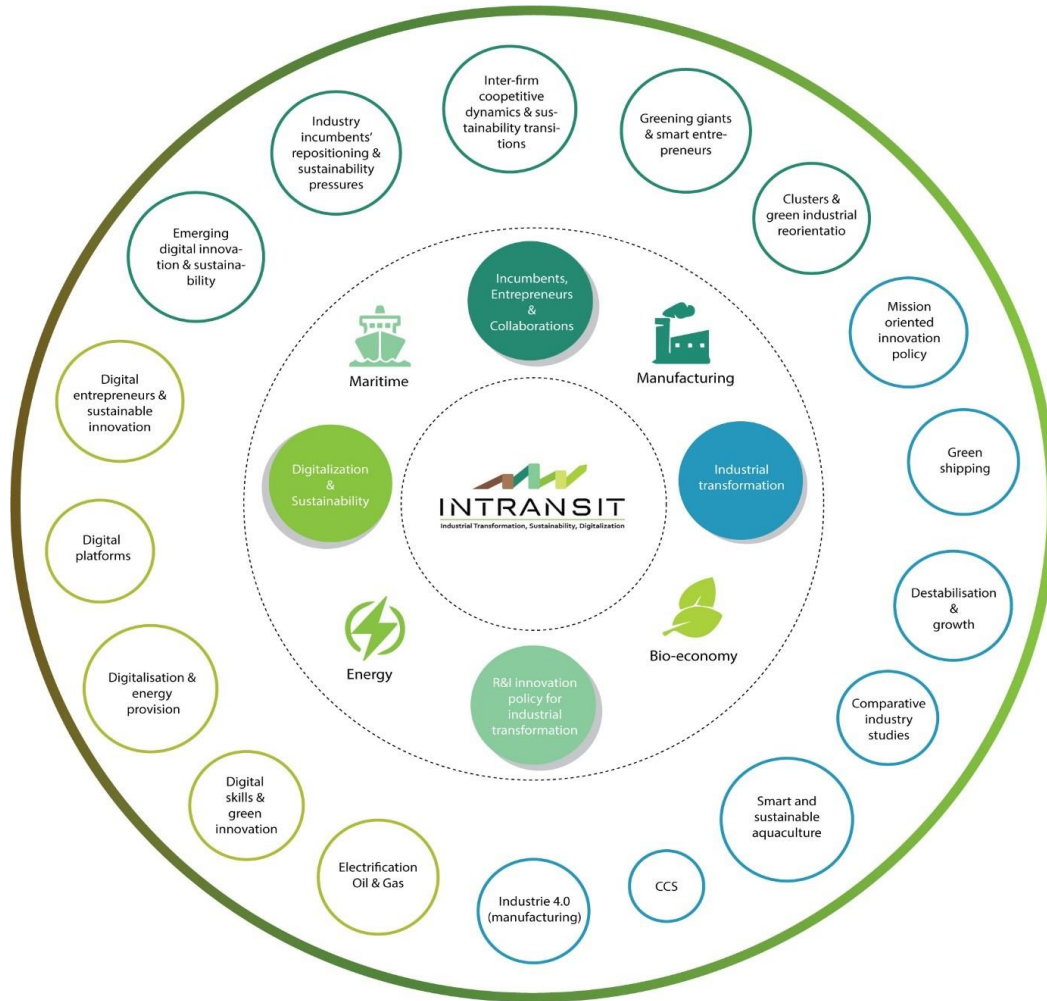 Inter-firm
coopetitive
dynamics & sus-
tainability transi-
tions
Greening giants
& smart entre-
preneurs
Industry
incumbents'
repositioning &
sustainability
pressures
Clusters &
green industrial
reorientatio
Emerging
digital innova-
tion & sustaina-
bility
Mission
oriented
innovation
policy
Incumbents,
Entrepreneurs
&
Collaborations
Maritime
Manufacturing
Digital
entrepreneurs &
sustainable
innovation
Green
shipping
Digitalization
&
Sustainability
Industrial
transformation
INTRANSIT
Industrial Transformation, Sustainability, Digitalization
Digital
platforms
Destabilisation
&
growth
Energy
Bio-economy
Digitalisation &
energy
provision
R&I innovation
policy for
industrial
transformation
Comparative
industry
studies
Digital
skills &
green
innovation
Smart and
sustainable
aquaculture
Electrification
Oil & Gas
Industrie 4.0
(manufacturing)
CCS